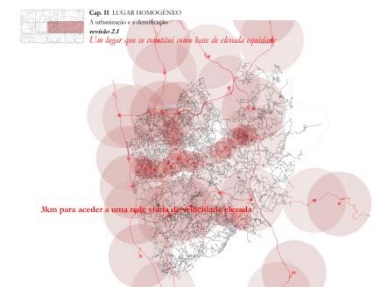 Cap. II LUGAR HOMOGÉNEO
A urbanização e a densificação
revisão 2.1
Um lugar que se constitui como base de elevada equidade
3km para aceder a uma rede viária de velocidade elevada